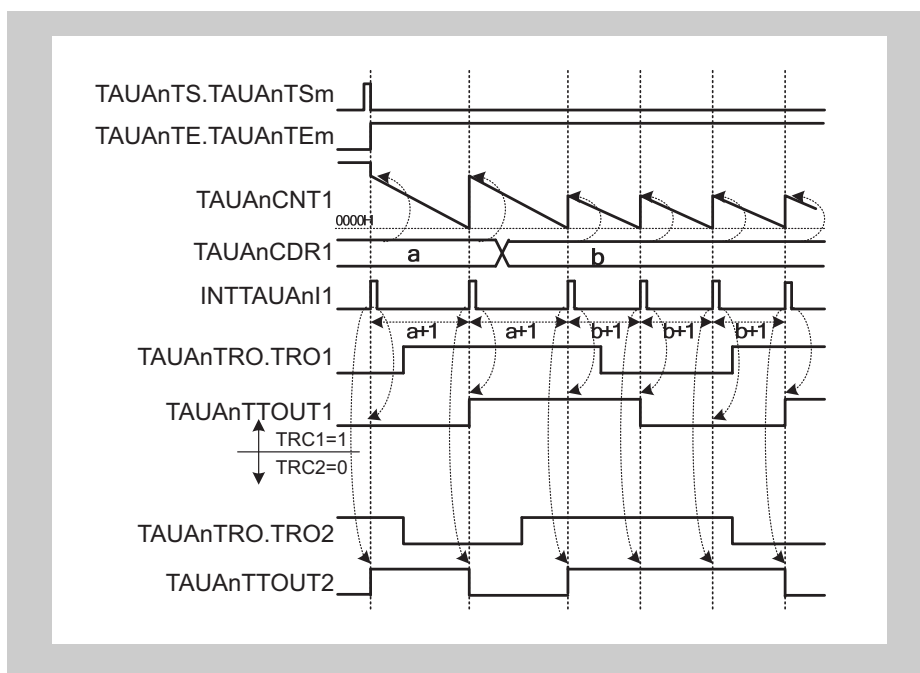 TAUAnTS.TAUAnTSm
TAUAnTE.TAUAnTEm
TAUAnCNT1
0000H
TAUAnCDR1
a
b
INTTAUAnI1
a+1 a+1 b+1 b+1 b+1
TAUAnTRO.TRO1
TAUAnTTOUT1
TRC1=1
TRC2=0
TAUAnTRO.TRO2
TAUAnTTOUT2